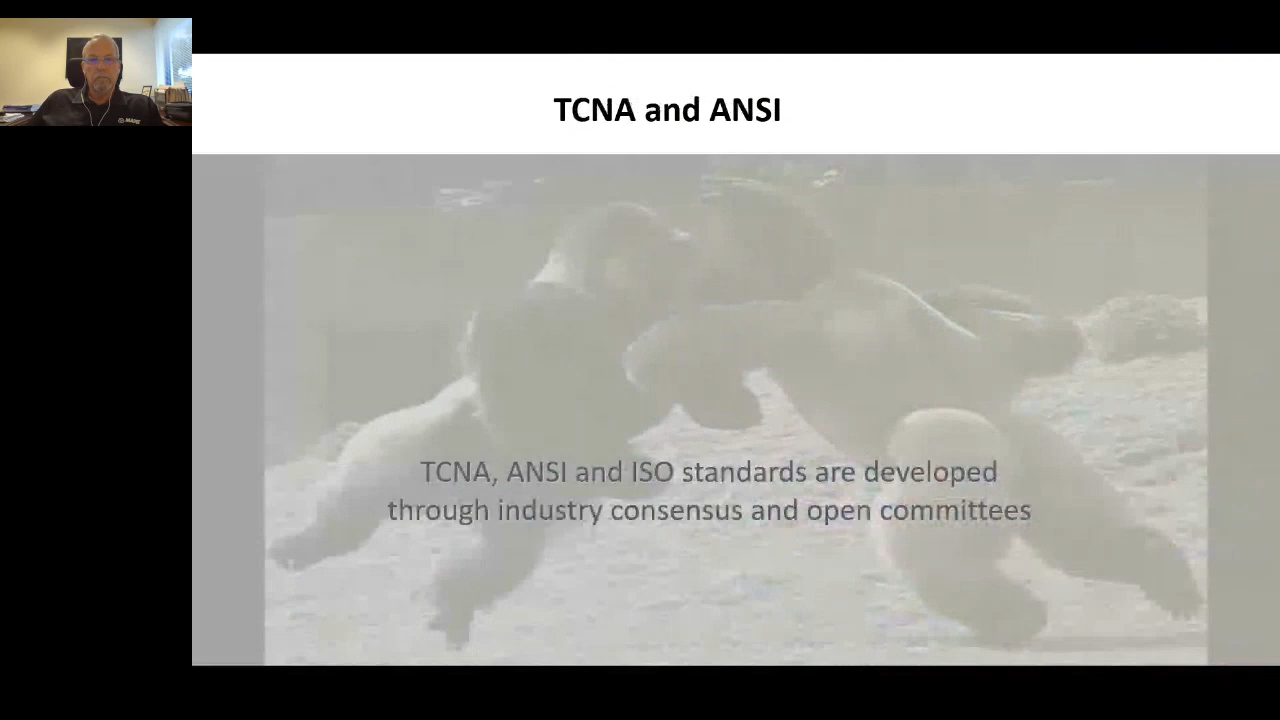 TCNA and ANSI
TCNA, ANSI and ISO standards are developed
through industry consensus and open committees